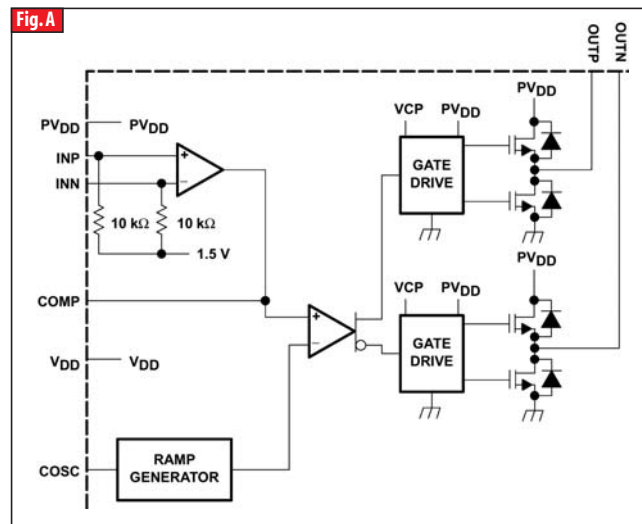 Fig. A
OUTP
OUTN
PVDD PVDD
INP
INN
+
−
10 kΩ 10 kΩ
1.5 V
COMP
VDD VDD
COSC
RAMP
GENERATOR
+
−
VCP PVDD
GATE
DRIVE
PVDD
VCP PVDD
GATE
DRIVE
PVDD